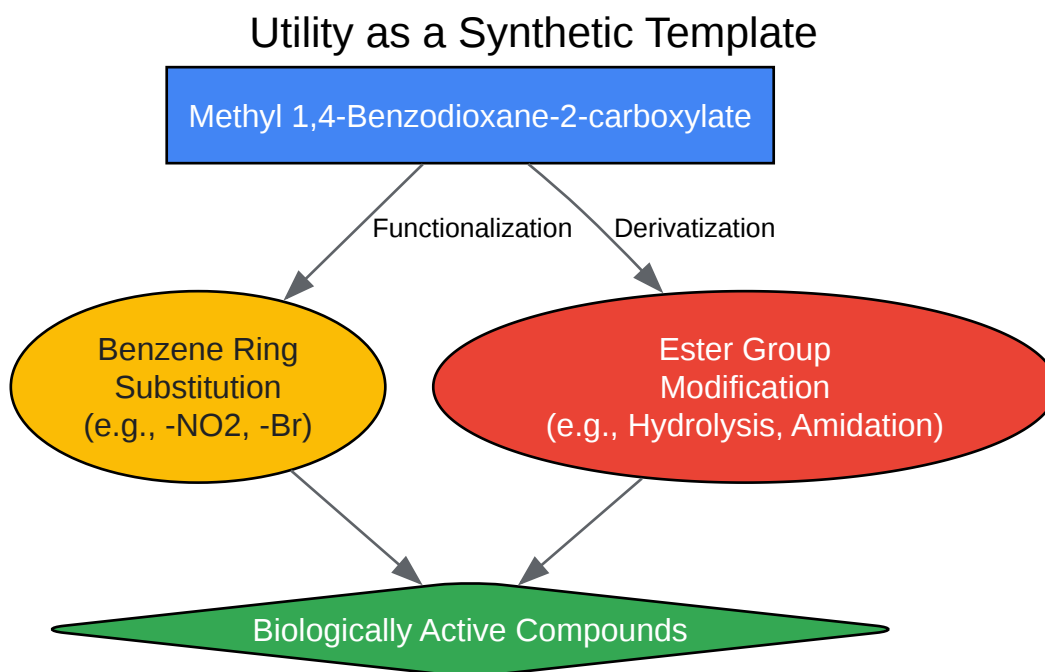 Utility as a Synthetic Template
Methyl 1,4-Benzodioxane-2-carboxylate
Functionalization
Derivatization
Benzene Ring
Substitution
(e.g., -NO2, -Br)
Ester Group
Modification
(e.g., Hydrolysis, Amidation)
Biologically Active Compounds